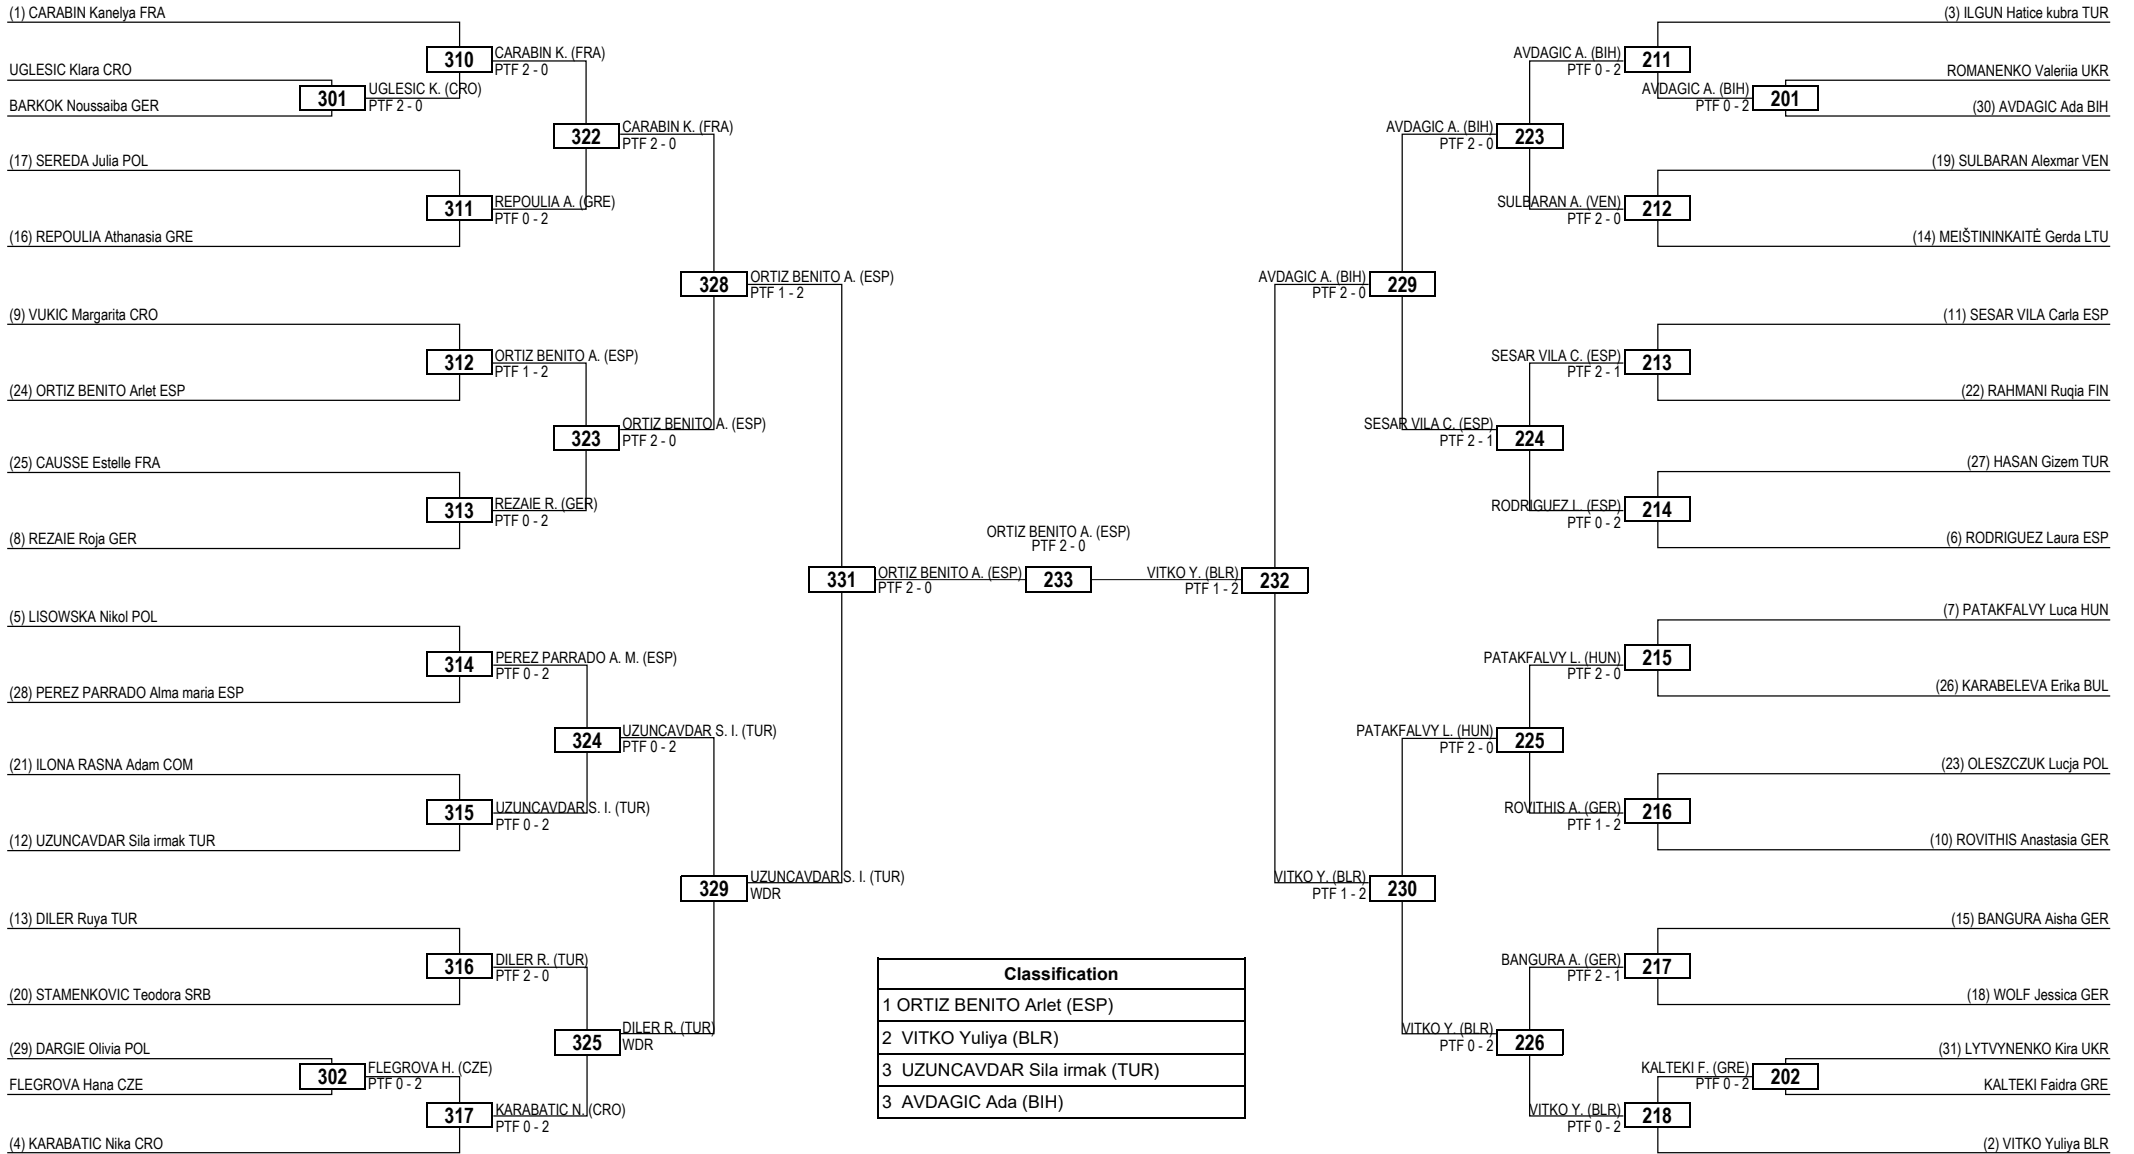 (1) CARABIN Kanelya FRA
310
CARABIN K. (FRA)
PTF 2 - 0
UGLESIC Klara CRO
301
UGLESIC K. (CRO)
PTF 2 - 0
BARKOK Noussaiba GER
322
CARABIN K. (FRA)
PTF 2 - 0
(17) SEREDA Julia POL
311
REPOULIA A. (GRE)
PTF 0 - 2
(16) REPOULIA Athanasia GRE
328
ORTIZ BENITO A. (ESP)
PTF 1 - 2
(9) VUKIC Margarita CRO
312
ORTIZ BENITO A. (ESP)
PTF 1 - 2
(24) ORTIZ BENITO Arlet ESP
323
ORTIZ BENITO A. (ESP)
PTF 2 - 0
(25) CAUSSE Estelle FRA
313
REZAIE R. (GER)
PTF 0 - 2
(8) REZAIE Roja GER
331
ORTIZ BENITO A. (ESP)
PTF 2 - 0
(5) LISOWSKA Nikol POL
314
PEREZ PARRADO A. M. (ESP)
PTF 0 - 2
(28) PEREZ PARRADO Alma maria ESP
324
UZUNCAVDAR S. I. (TUR)
PTF 0 - 2
(21) ILONA RASNA Adam COM
315
UZUNCAVDAR S. I. (TUR)
PTF 0 - 2
(12) UZUNCAVDAR Sila irmak TUR
329
UZUNCAVDAR S. I. (TUR)
WDR
(13) DILER Ruya TUR
316
DILER R. (TUR)
PTF 2 - 0
(20) STAMENKOVIC Teodora SRB
325
DILER R. (TUR)
WDR
(29) DARGIE Olivia POL
302
FLEGROVA H. (CZE)
PTF 0 - 2
FLEGROVA Hana CZE
317
KARABATIC N. (CRO)
PTF 0 - 2
(4) KARABATIC Nika CRO
ORTIZ BENITO A. (ESP)
PTF 2 - 0
233
(3) ILGUN Hatice kubra TUR
AVDAGIC A. (BIH)
PTF 0 - 2
211
ROMANENKO Valeriia UKR
AVDAGIC A. (BIH)
PTF 0 - 2
201
(30) AVDAGIC Ada BIH
AVDAGIC A. (BIH)
PTF 2 - 0
223
(19) SULBARAN Alexmar VEN
SULBARAN A. (VEN)
PTF 2 - 0
212
(14) MEIŠTININKAITĖ Gerda LTU
AVDAGIC A. (BIH)
PTF 2 - 0
229
(11) SESAR VILA Carla ESP
SESAR VILA C. (ESP)
PTF 2 - 1
213
(22) RAHMANI Ruqia FIN
SESAR VILA C. (ESP)
PTF 2 - 1
224
(27) HASAN Gizem TUR
RODRIGUEZ L. (ESP)
PTF 0 - 2
214
(6) RODRIGUEZ Laura ESP
VITKO Y. (BLR)
PTF 1 - 2
232
(7) PATAKFALVY Luca HUN
PATAKFALVY L. (HUN)
PTF 2 - 0
215
(26) KARABELEVA Erika BUL
PATAKFALVY L. (HUN)
PTF 2 - 0
225
(23) OLESZCZUK Lucja POL
ROVITHIS A. (GER)
PTF 1 - 2
216
(10) ROVITHIS Anastasia GER
VITKO Y. (BLR)
PTF 1 - 2
230
(15) BANGURA Aisha GER
BANGURA A. (GER)
PTF 2 - 1
217
(18) WOLF Jessica GER
VITKO Y. (BLR)
PTF 0 - 2
226
(31) LYTVYNENKO Kira UKR
KALTEKI F. (GRE)
PTF 0 - 2
202
KALTEKI Faidra GRE
VITKO Y. (BLR)
PTF 0 - 2
218
(2) VITKO Yuliya BLR
Classification
1 ORTIZ BENITO Arlet (ESP)
2 VITKO Yuliya (BLR)
3 UZUNCAVDAR Sila irmak (TUR)
3 AVDAGIC Ada (BIH)